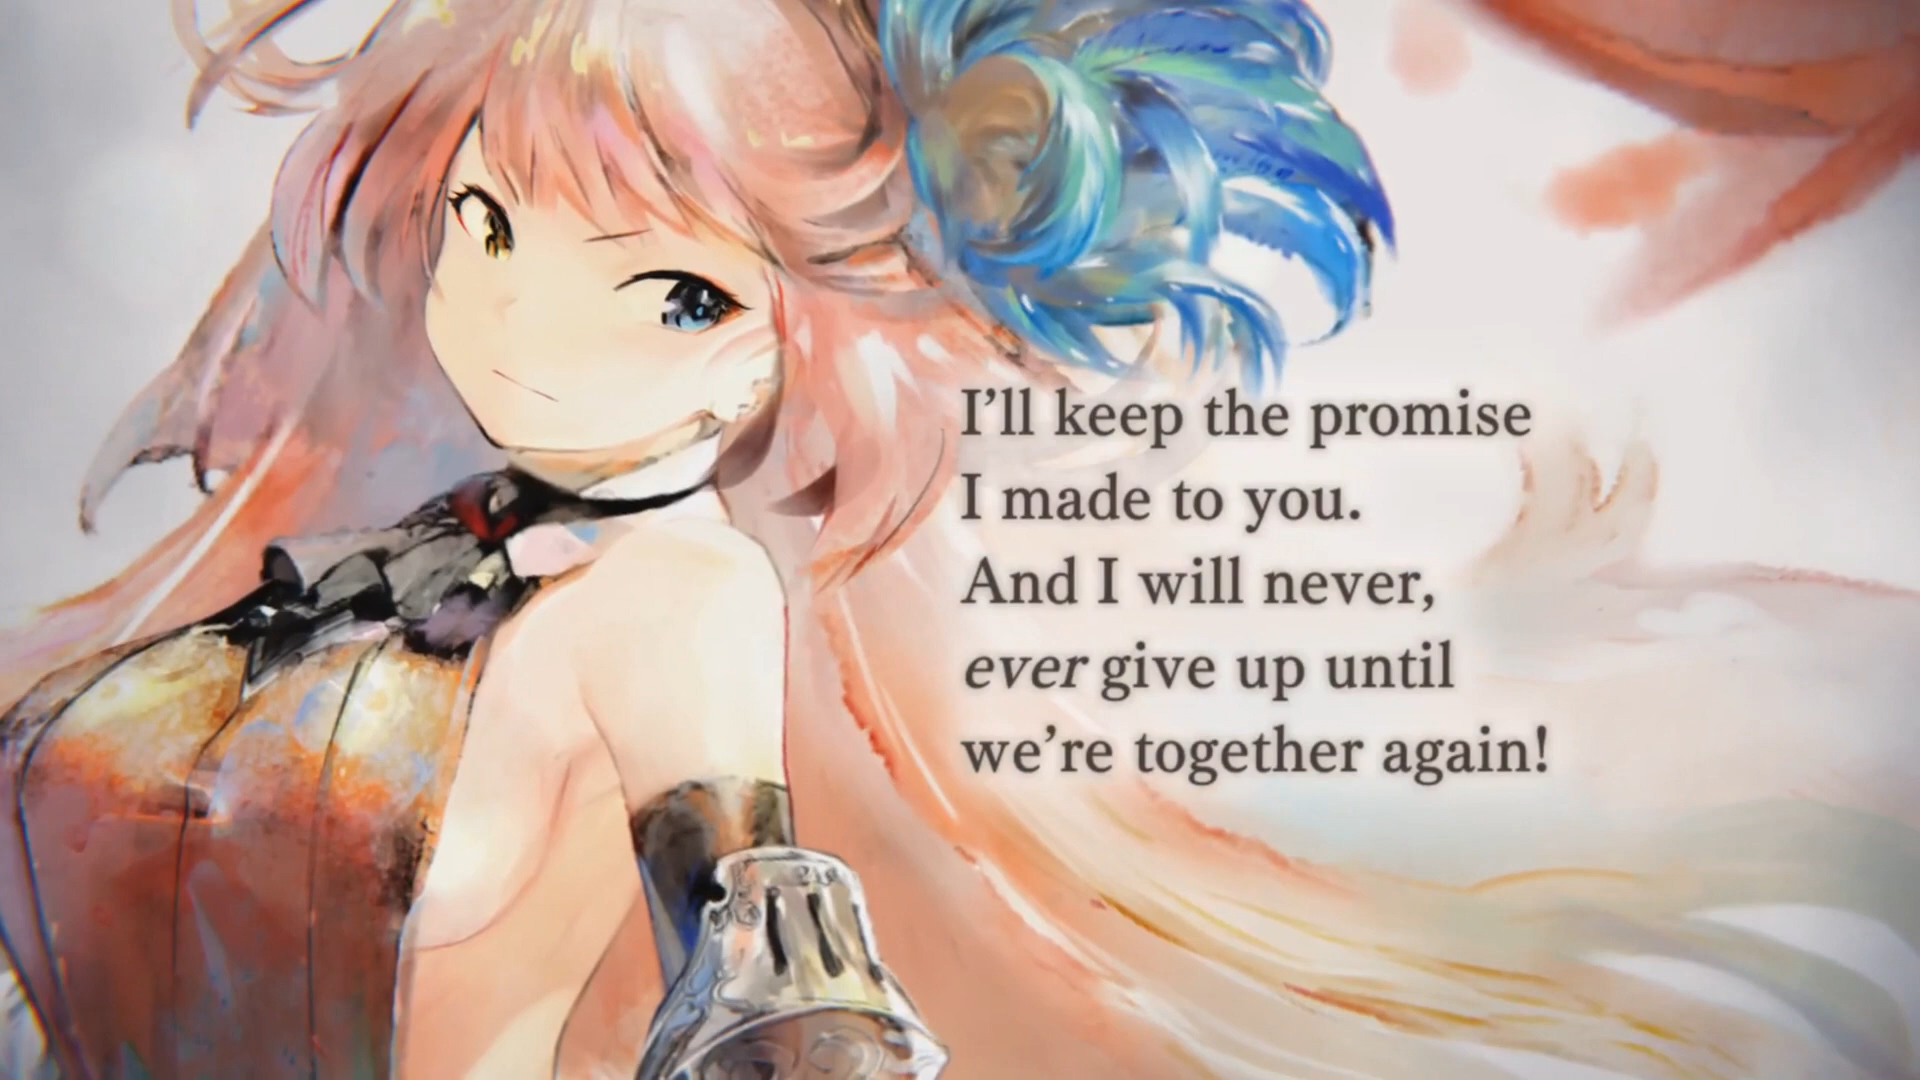 I’ll keep the promise
I made to you.
And I will never,
ever give up until
we’re together again!